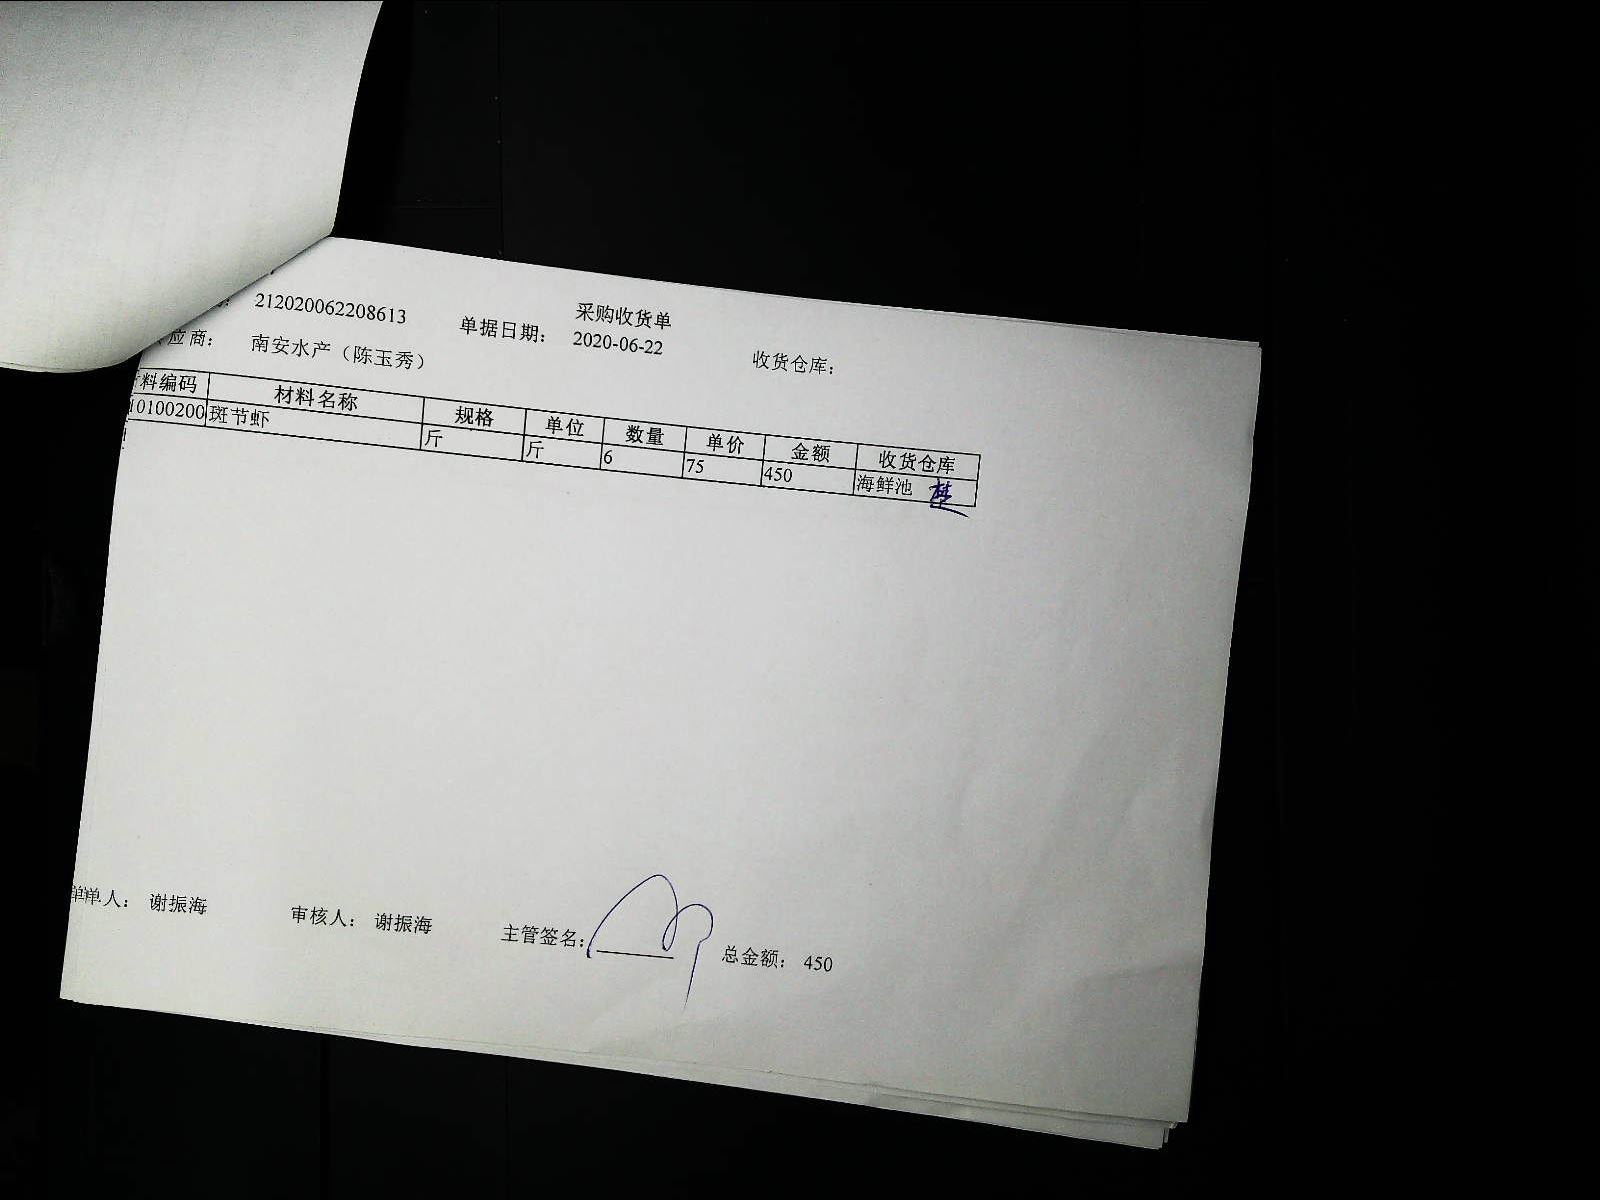 采购收货单
212020062208613 单据日期： 2020-06-22 收货仓库：
应商： 南安水产（陈玉秀）
料编码 材料名称 规格 单位 数量 单价 金额 收货仓库
10100200 斑节虾 斤 斤 6 75 450 海鲜池
单人： 谢振海 审核人： 谢振海 主管签名： 总金额： 450